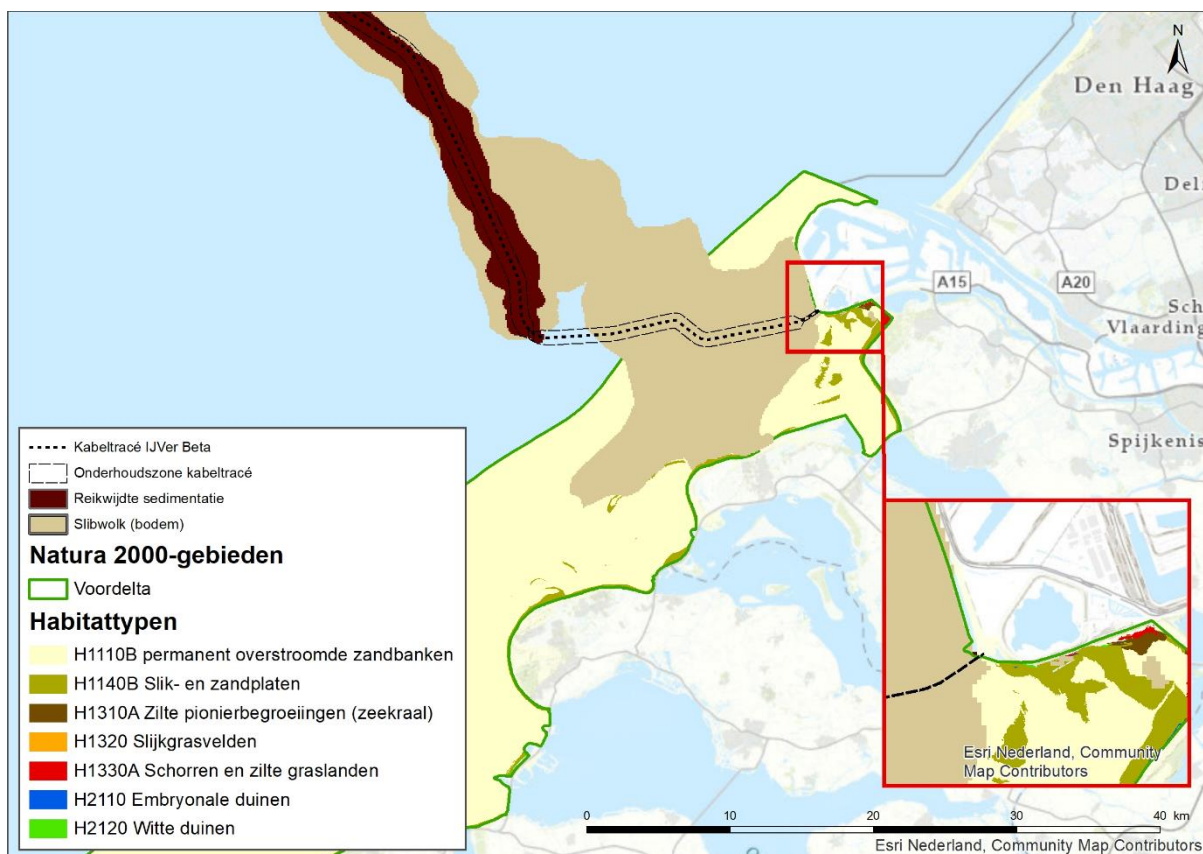 N
Den Haag
Del
A15
A20
Sch
Vlaarding
Spijkenis
Kabeltracé IJVer Beta
Onderhoudszone kabeltracé
Reikwijdte sedimentatie
Slibwolk (bodem)
Natura 2000-gebieden
Voordelta
Habitattypen
H1110B permanent overstroomde zandbanken
H1140B Slik- en zandplaten
H1310A Zilte pionierbegroeiingen (zeekraal)
H1320 Slijkgrasvelden
H1330A Schorren en zilte graslanden
H2110 Embryonale duinen
H2120 Witte duinen
Esri Nederland, Community
Map Contributors
0 10 20 30 40 km
Esri Nederland, Community Map Contributors